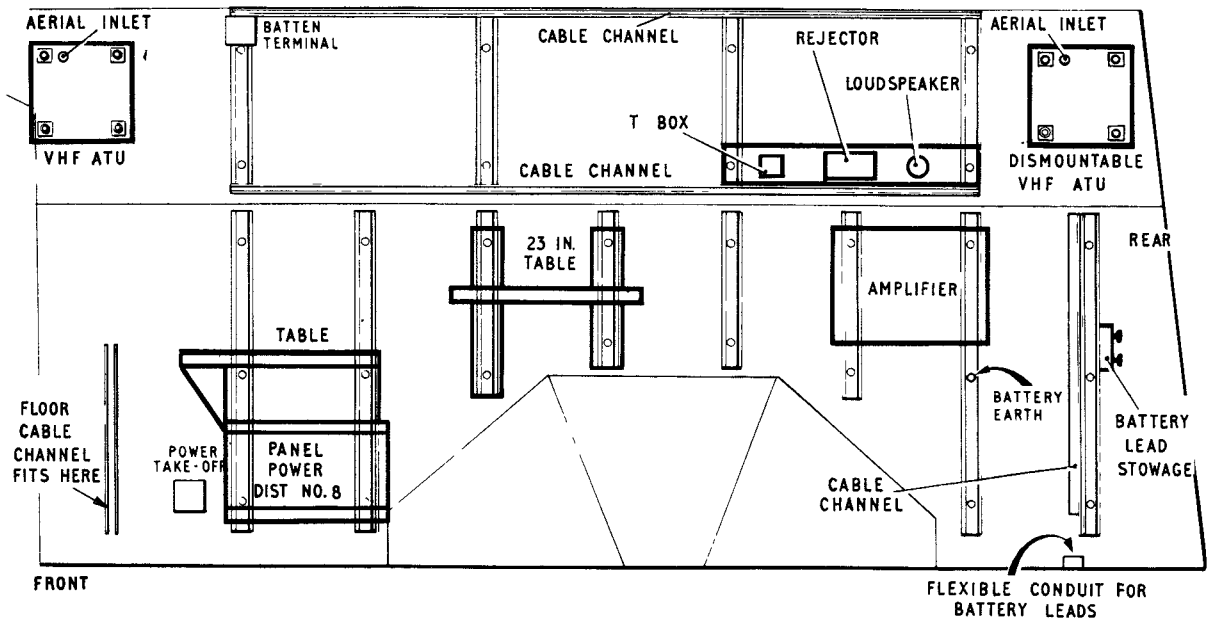 AERIAL INLET
BATTEN
TERMINAL
CABLE CHANNEL
REJECTOR
AERIAL INLET
LOUDSPEAKER
T BOX
VHF ATU
CABLE CHANNEL
DISMOUNTABLE
VHF ATU
23 IN.
TABLE
REAR
AMPLIFIER
TABLE
BATTERY
EARTH
FLOOR
CABLE
CHANNEL
FITS HERE
POWER
TAKE-OFF
PANEL
POWER
DIST NO. 8
BATTERY
LEAD
STOWAGE
CABLE
CHANNEL
FRONT
FLEXIBLE CONDUIT FOR
BATTERY LEADS